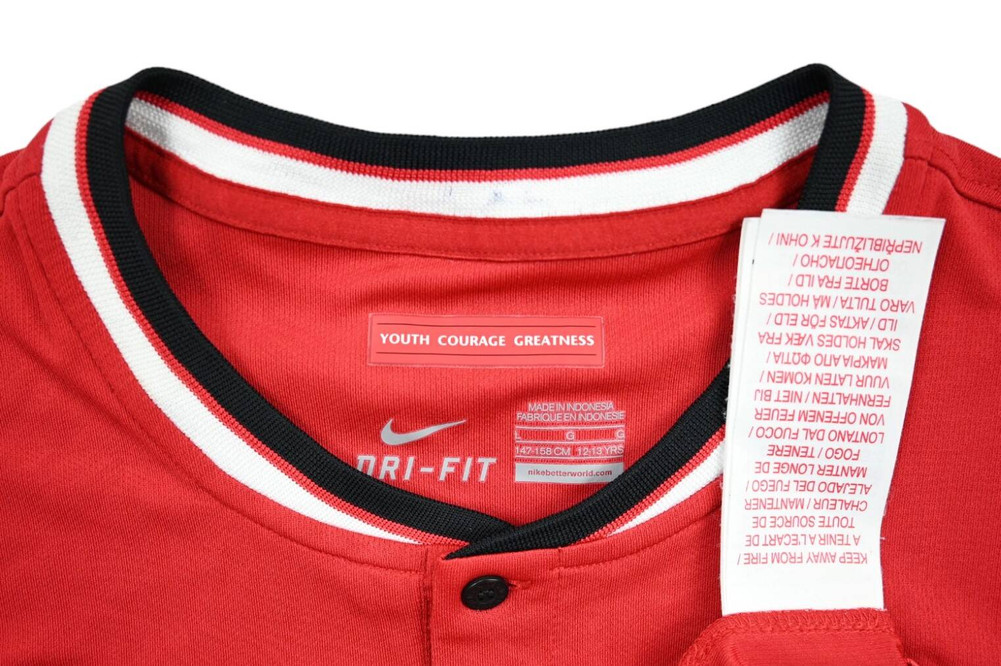 YOUTH COURAGE GREATNESS
MADE IN INDONESIA
FABRIQUE EN INDONESIE
L G G
147-158 CM 12-13 YRS
nikebetterworld.com
DRI-FIT
KEEP AWAY FROM FIRE /
A TENIR A L'ECART DE
TOUTE SOURCE DE
CHALEUR / MANTENER
ALEJADO DEL FUEGO /
MANTER LONGE DE
FOGO / TENERE
LONTANO DAL FUOCO /
VON OFFENEM FEUER
FERNHALTEN / NIET BIJ
VUUR LATEN KOMEN /
ΜΑΚΡΙΑ ΑΠΟ ΦΩΤΙΑ /
SKAL HOLDES VÆK FRA
ILD / AKTAS FÖR ELD /
VARO TULTA / MÅ HOLDES
BORTE FRA ILD /
ОГНЕОПАСНО /
NEPŘIBLIŽUJTE K OHNI /